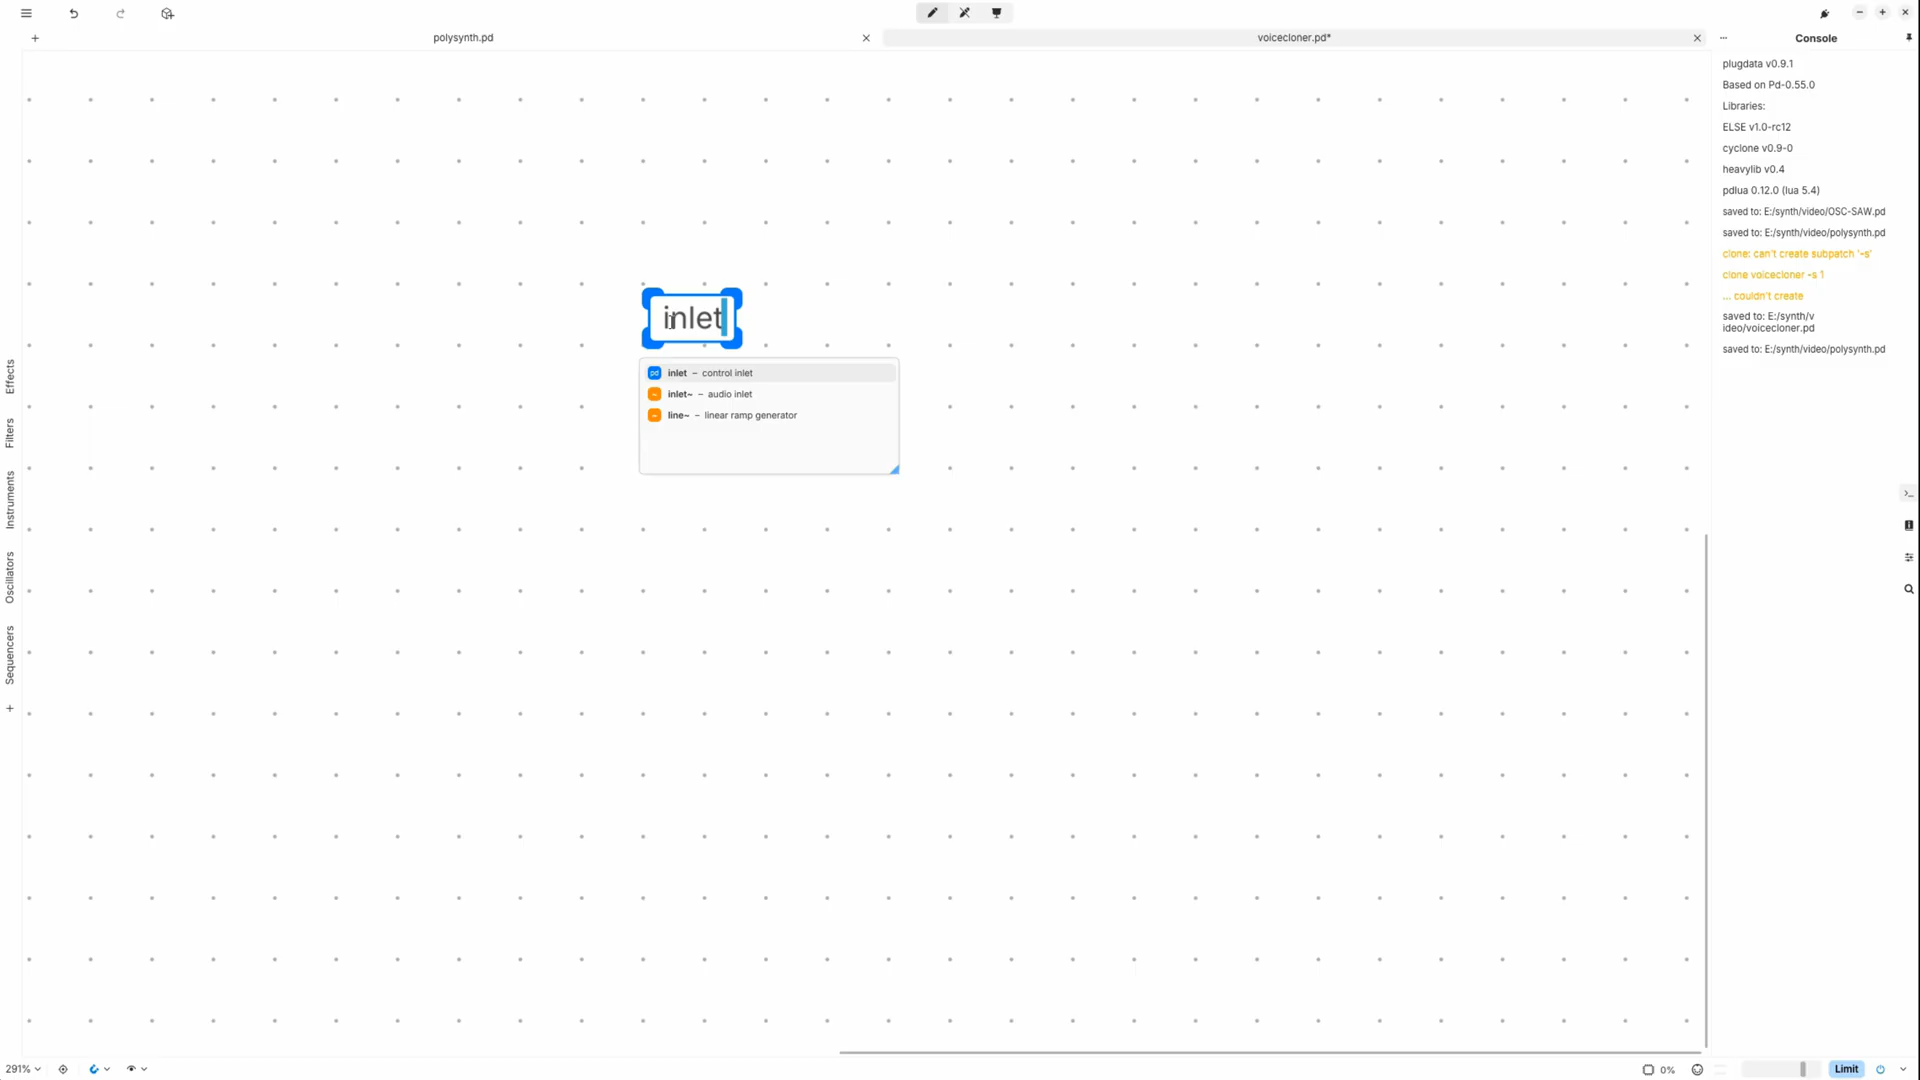 polysynth.pd
voicecloner.pd*
Console
plugdata v0.9.1
Based on Pd-0.55.0
Libraries:
ELSE v1.0-rc12
cyclone v0.9-0
heavylib v0.4
pdlua 0.12.0 (lua 5.4)
saved to: E:/synth/video/OSC-SAW.pd
saved to: E:/synth/video/polysynth.pd
clone: can't create subpatch '-s'
clone voicecloner -s 1
... couldn't create
saved to: E:/synth/v
ideo/voicecloner.pd
saved to: E:/synth/video/polysynth.pd
inlet
pd inlet – control inlet
~ inlet~ – audio inlet
~ line~ – linear ramp generator
Effects
Filters
Instruments
Oscillators
Sequencers
+
291%
0%
Limit